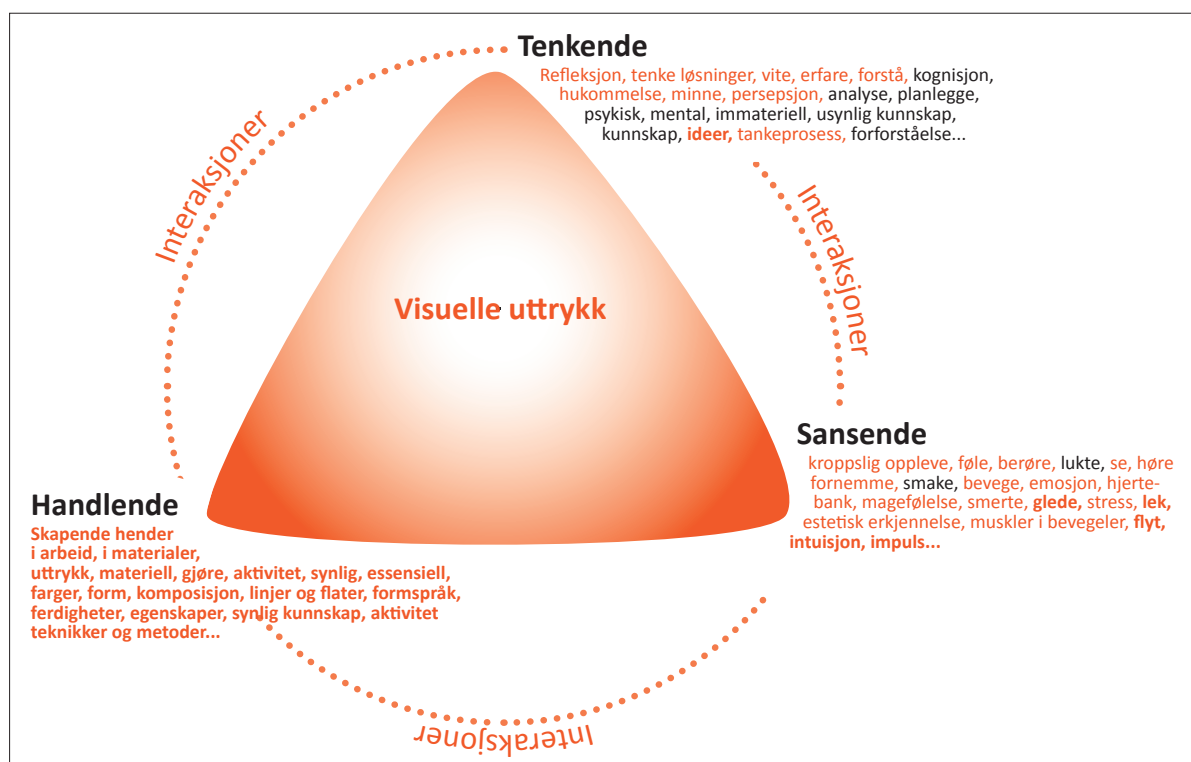 Tenkende
Refleksjon, tenke løsninger, vite, erfare, forstå, kognisjon,
hukommelse, minne, persepsjon, analyse, planlegge,
psykisk, mental, immateriell, usynlig kunnskap,
kunnskap, ideer, tankeprosess, forforståelse...
Interaksjoner
Interaksjoner
Visuelle uttrykk
Sansende
kroppslig oppleve, føle, berøre, lukte, se, høre
fornemme, smake, bevege, emosjon, hjerte-
bank, magefølelse, smerte, glede, stress, lek,
estetisk erkjennelse, muskler i bevegeler, flyt,
intuisjon, impuls...
Handlende
Skapende hender
i arbeid, i materialer,
uttrykk, materiell, gjøre, aktivitet, synlig, essensiell,
farger, form, komposisjon, linjer og flater, formspråk,
ferdigheter, egenskaper, synlig kunnskap, aktivitet
teknikker og metoder...
Interaksjoner